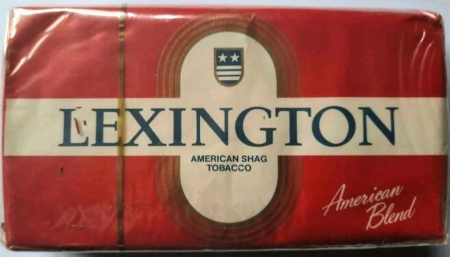 LEXINGTON
AMERICAN SHAG
TOBACCO
American
Blend